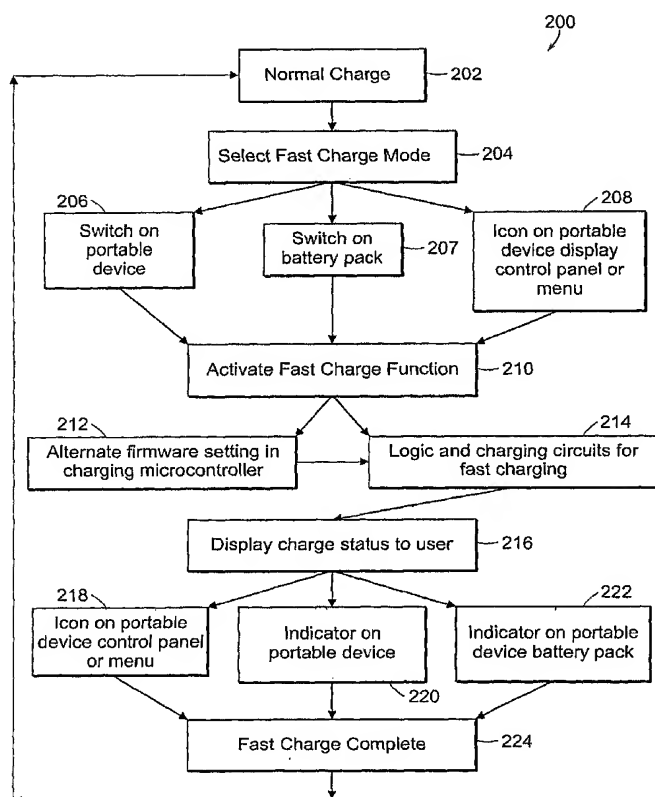 200
Normal Charge
202
Select Fast Charge Mode
204
206
Switch on
portable
device
Switch on
battery pack
207
208
Icon on portable
device display
control panel or
menu
Activate Fast Charge Function
210
212
Alternate firmware setting in
charging microcontroller
214
Logic and charging circuits for
fast charging
Display charge status to user
216
218
Icon on portable
device control panel
or menu
Indicator on
portable device
220
222
Indicator on portable
device battery pack
Fast Charge Complete
224